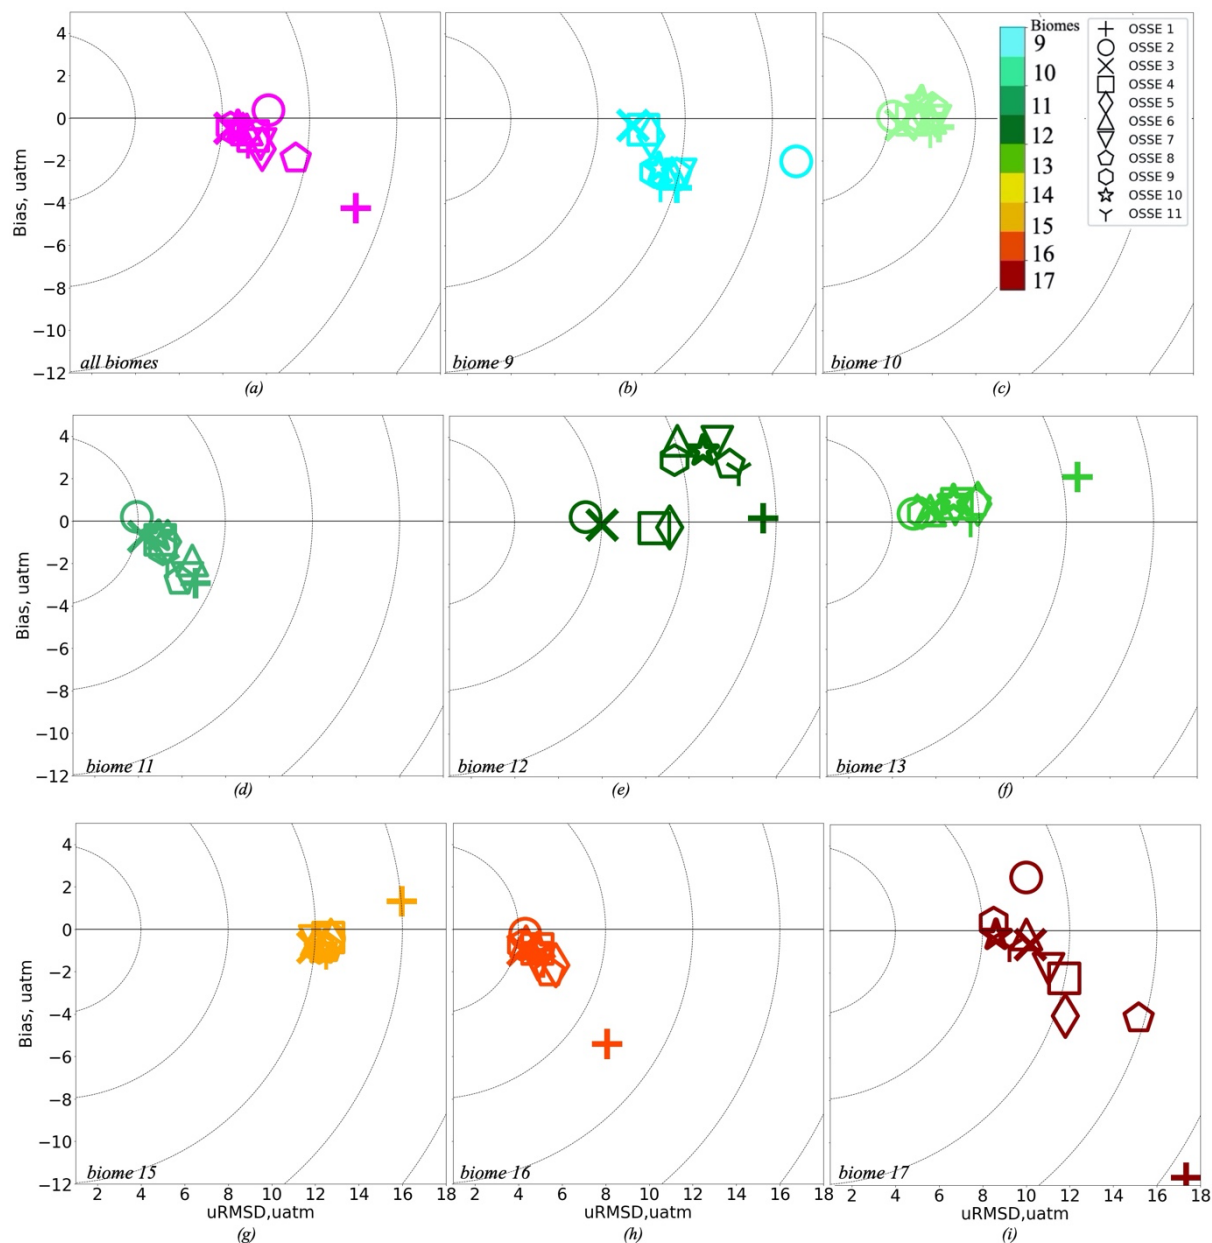 4
2
0
−2
−4
−6
−8
−10
−12
Bias, uatm
all biomes
(a)
biome 9
(b)
biome 10
(c)
Biomes
9
10
11
12
13
14
15
16
17
OSSE 1
OSSE 2
OSSE 3
OSSE 4
OSSE 5
OSSE 6
OSSE 7
OSSE 8
OSSE 9
OSSE 10
OSSE 11
4
2
0
−2
−4
−6
−8
−10
−12
Bias, uatm
biome 11
(d)
biome 12
(e)
biome 13
(f)
4
2
0
−2
−4
−6
−8
−10
−12
Bias, uatm
biome 15
2 4 6 8 10 12 14 16 18
uRMSD,uatm
(g)
biome 16
2 4 6 8 10 12 14 16 18
uRMSD,uatm
(h)
biome 17
2 4 6 8 10 12 14 16 18
uRMSD,uatm
(i)